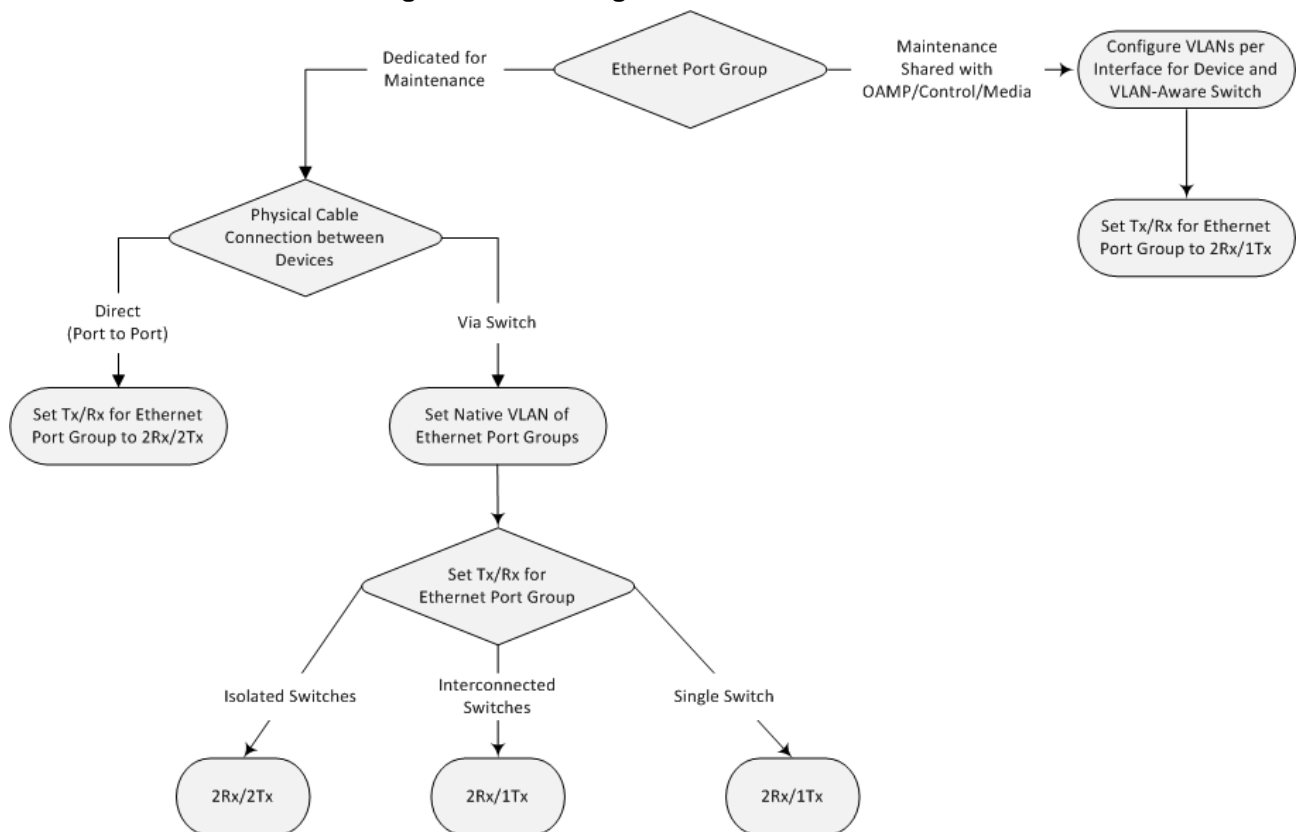 Dedicated for
Maintenance
Ethernet Port Group
Maintenance
Shared with
OAMP/Control/Media
Configure VLANs per
Interface for Device and
VLAN-Aware Switch
Physical Cable
Connection between
Devices
Set Tx/Rx for Ethernet
Port Group to 2Rx/1Tx
Direct
(Port to Port)
Via Switch
Set Tx/Rx for Ethernet
Port Group to 2Rx/2Tx
Set Native VLAN of
Ethernet Port Groups
Set Tx/Rx for
Ethernet Port Group
Isolated Switches
Interconnected
Switches
Single Switch
2Rx/2Tx
2Rx/1Tx
2Rx/1Tx